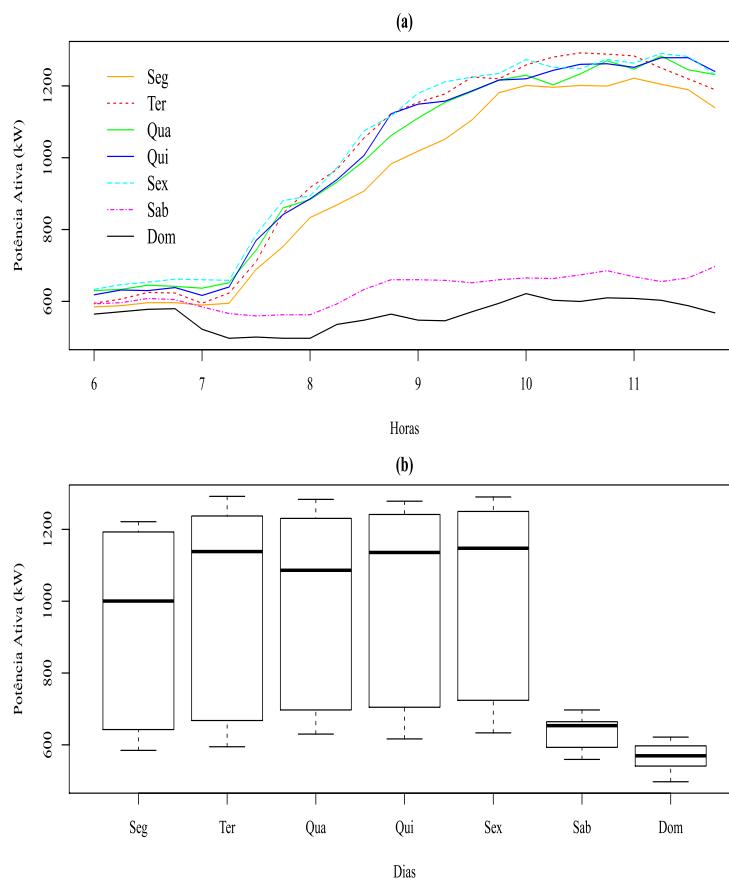 (a)
Potência Ativa (kW)
1200
1000
800
600
Seg
Ter
Qua
Qui
Sex
Sab
Dom
6 7 8 9 10 11
Horas
(b)
Potência Ativa (kW)
1200
1000
800
600
Seg Ter Qua Qui Sex Sab Dom
Dias